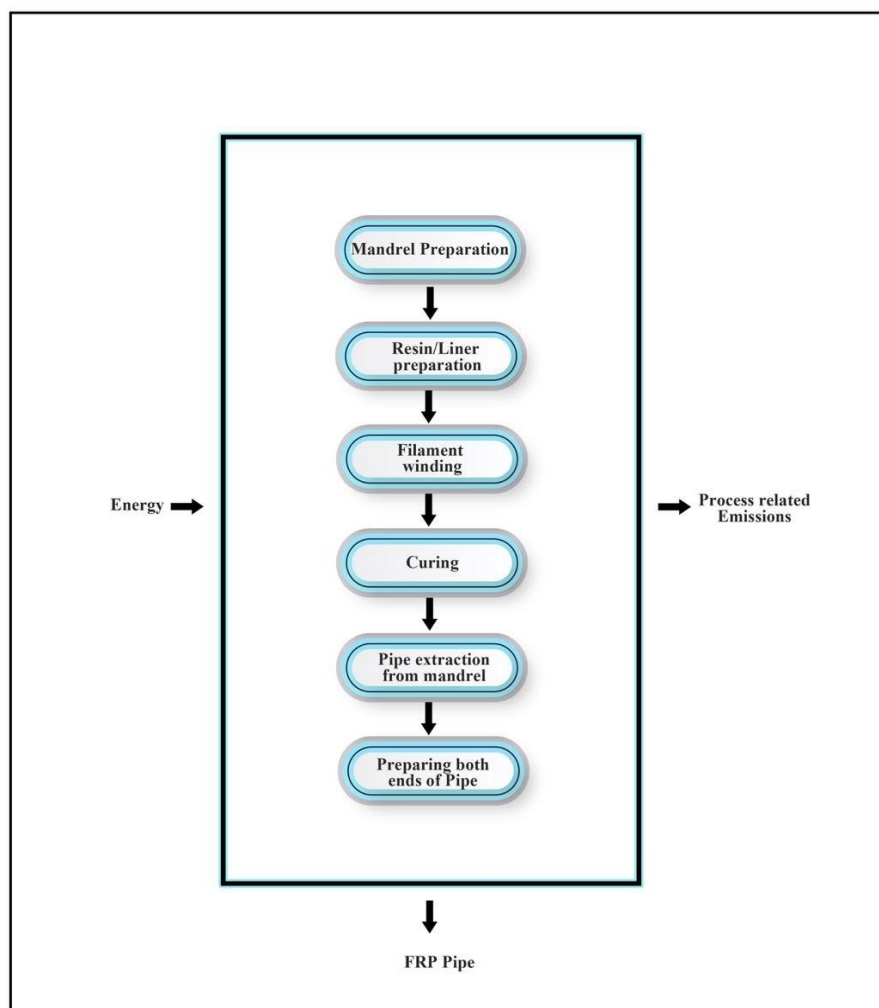 Mandrel Preparation
Resin/Liner
preparation
Filament
winding
Energy
Process related
Emissions
Curing
Pipe extraction
from mandrel
Preparing both
ends of Pipe
FRP Pipe